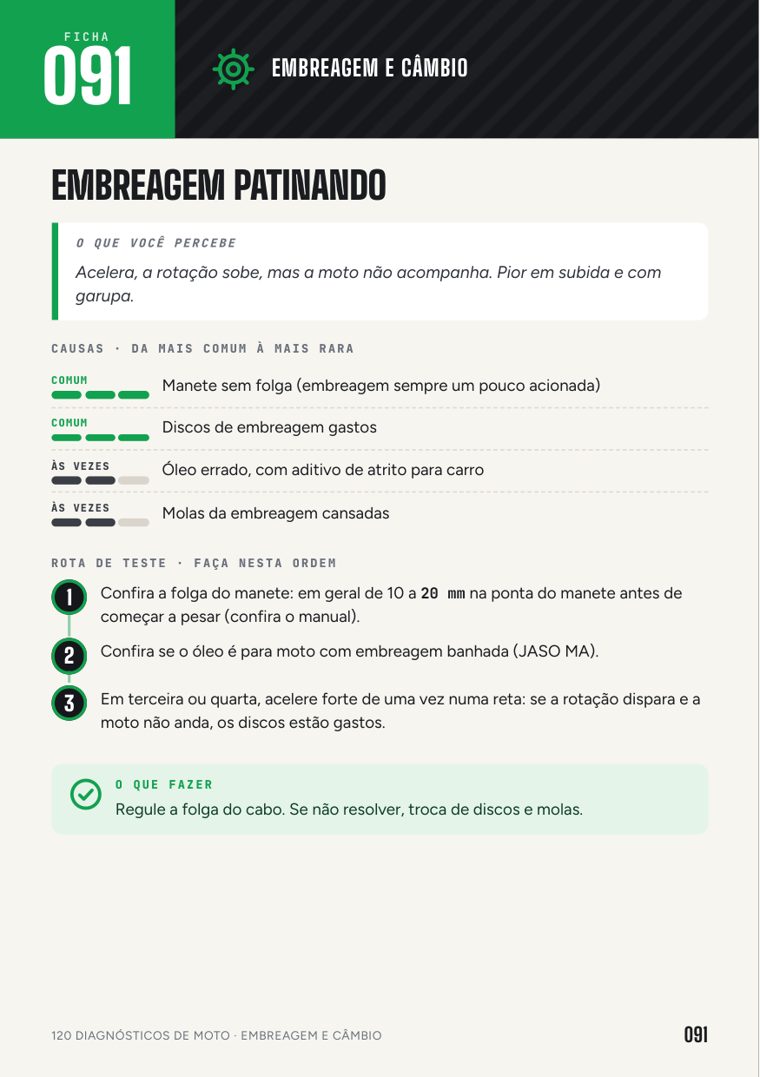 FICHA
091
EMBREAGEM E CÂMBIO
EMBREAGEM PATINANDO
O QUE VOCÊ PERCEBE
Acelera, a rotação sobe, mas a moto não acompanha. Pior em subida e com
garupa.
CAUSAS · DA MAIS COMUM À MAIS RARA
COMUM
Manete sem folga (embreagem sempre um pouco acionada)
COMUM
Discos de embreagem gastos
ÀS VEZES
Óleo errado, com aditivo de atrito para carro
ÀS VEZES
Molas da embreagem cansadas
ROTA DE TESTE · FAÇA NESTA ORDEM
1
Confira a folga do manete: em geral de 10 a 20 mm na ponta do manete antes de
começar a pesar (confira o manual).
2
Confira se o óleo é para moto com embreagem banhada (JASO MA).
3
Em terceira ou quarta, acelere forte de uma vez numa reta: se a rotação dispara e a
moto não anda, os discos estão gastos.
O QUE FAZER
Regule a folga do cabo. Se não resolver, troca de discos e molas.
120 DIAGNÓSTICOS DE MOTO · EMBREAGEM E CÂMBIO
091